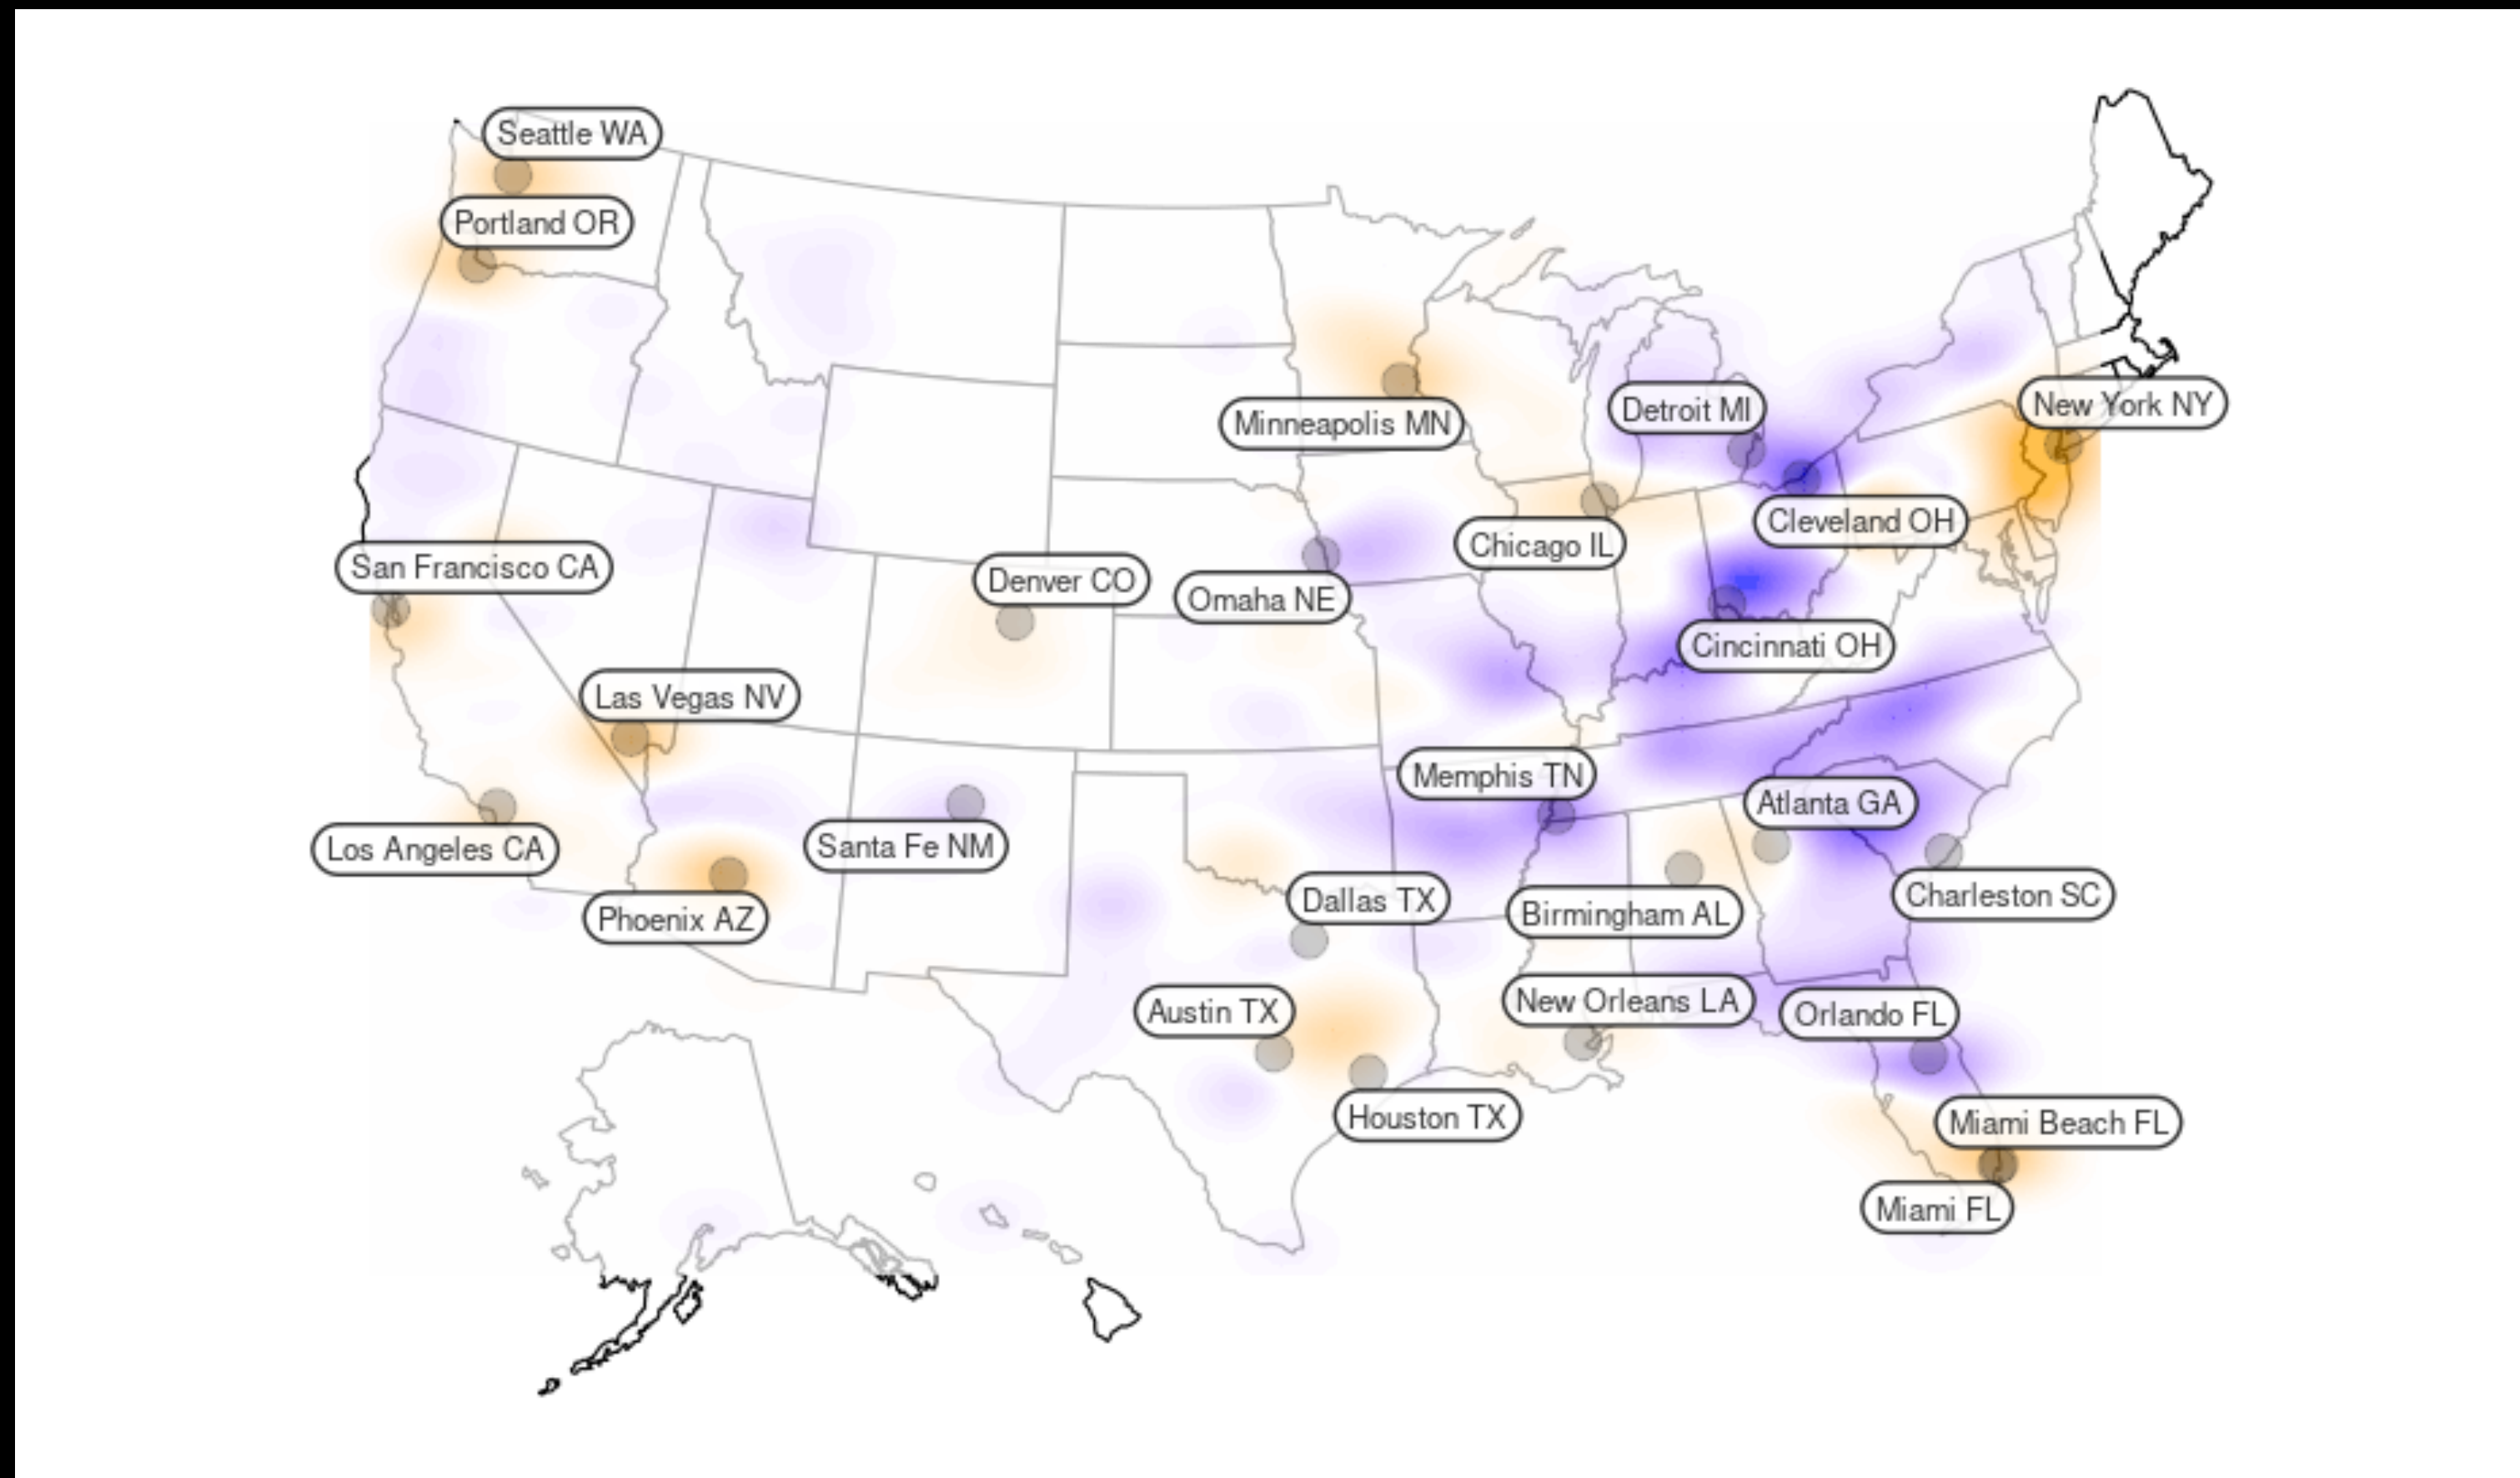 Seattle WA
Portland OR
New York NY
Detroit MI
Minneapolis MN
Cleveland OH
Chicago IL
San Francisco CA
Denver CO
Omaha NE
Cincinnati OH
Las Vegas NV
Memphis TN
Atlanta GA
Santa Fe NM
Los Angeles CA
Charleston SC
Dallas TX
Birmingham AL
Phoenix AZ
New Orleans LA
Austin TX
Orlando FL
Houston TX
Miami Beach FL
Miami FL